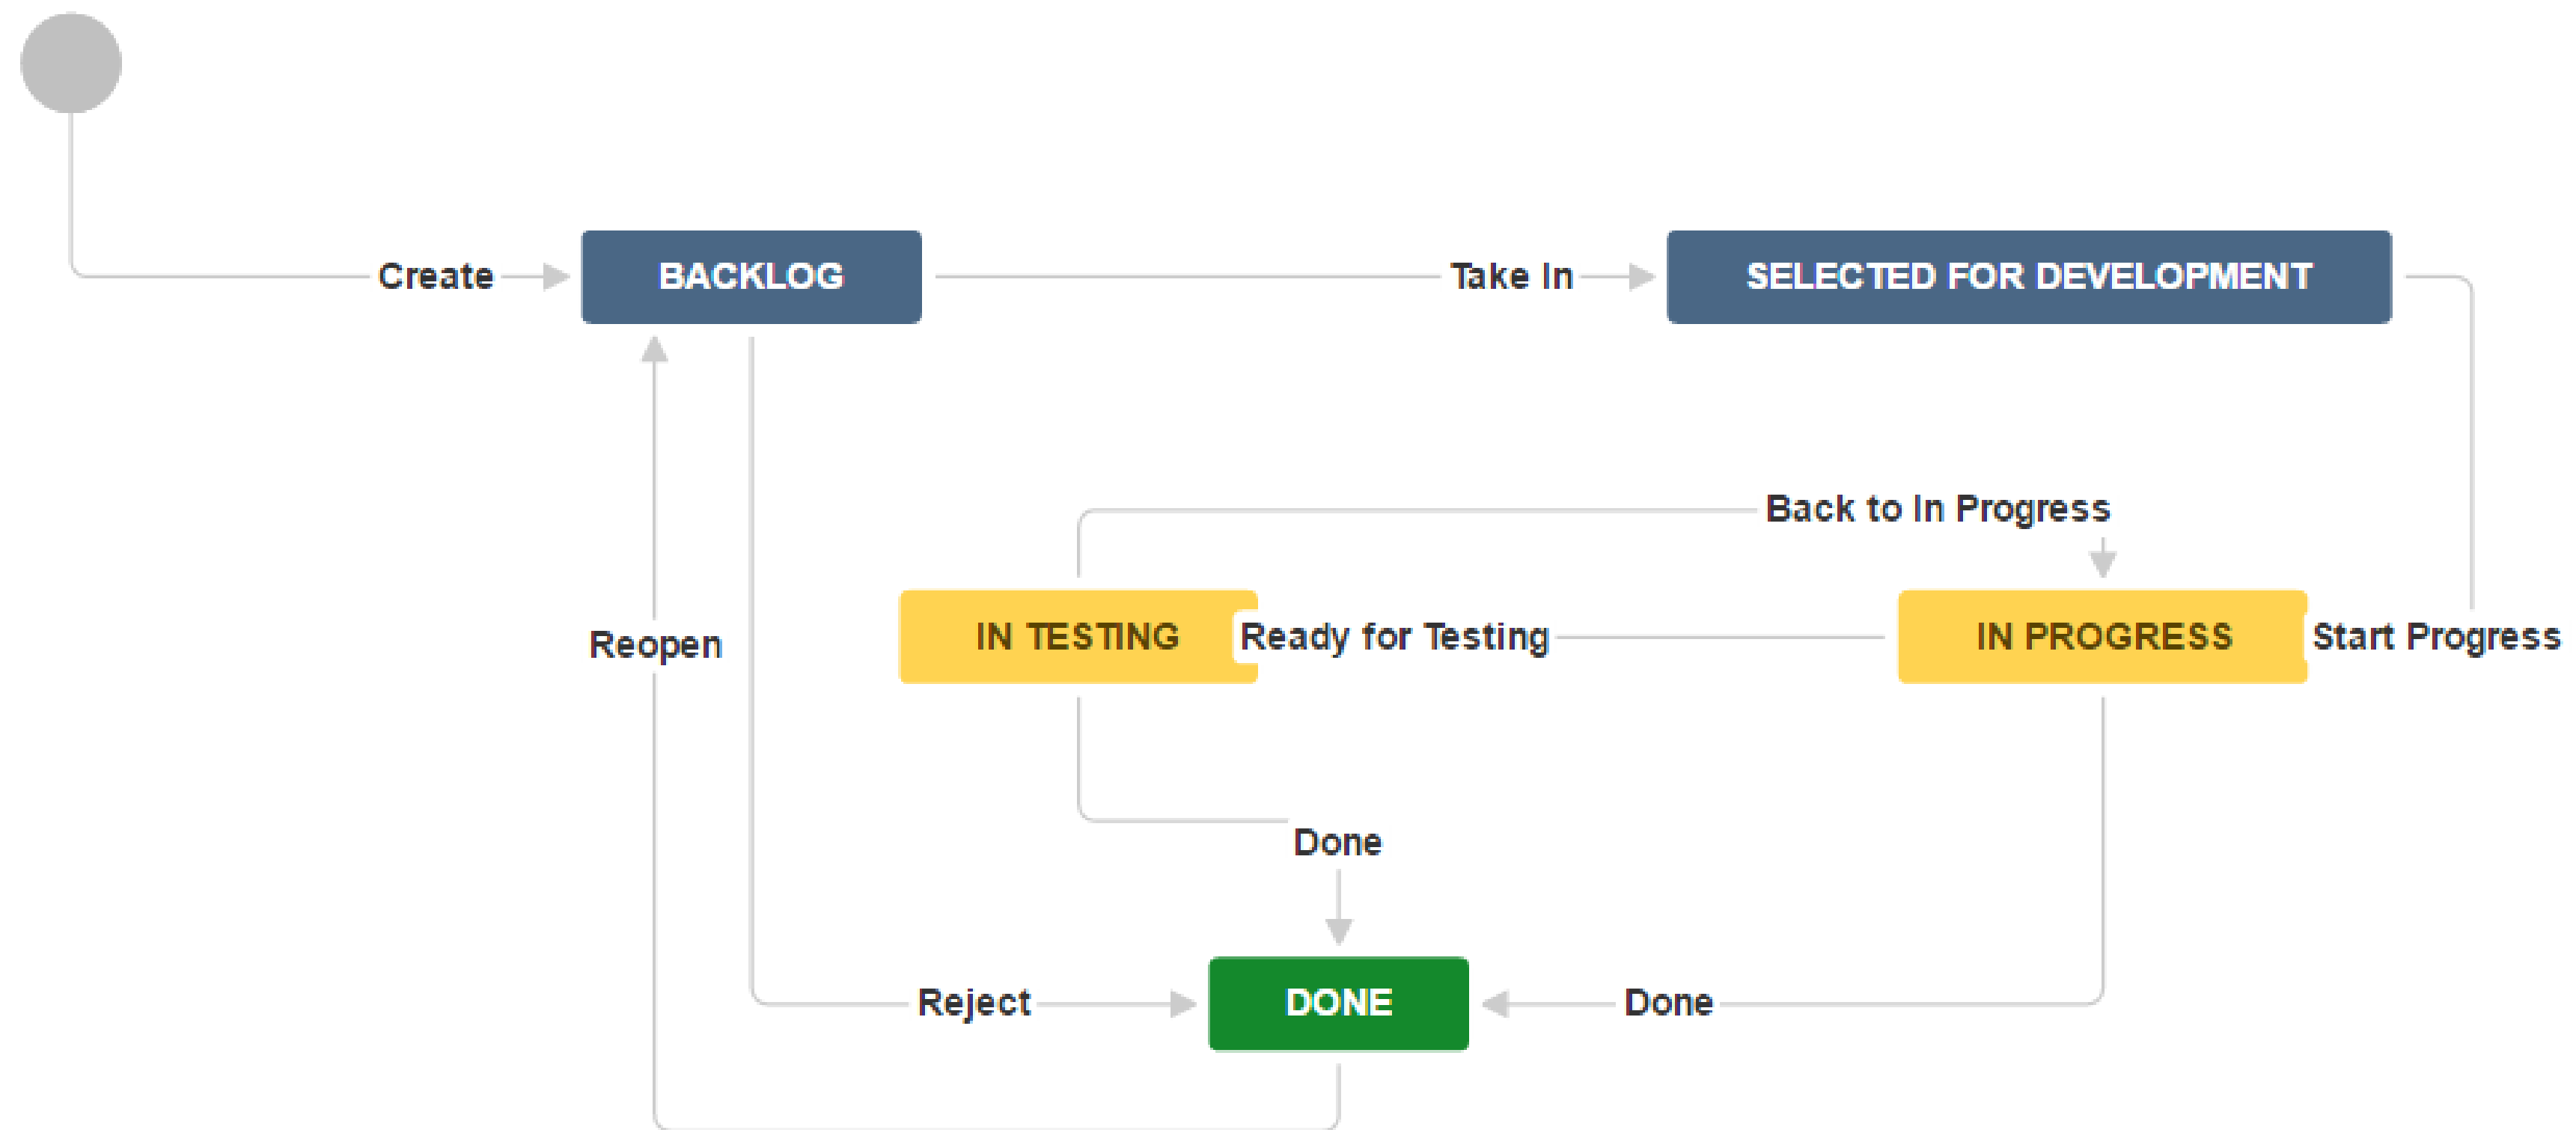 Create
BACKLOG
Take In
SELECTED FOR DEVELOPMENT
Back to In Progress
IN TESTING
Ready for Testing
IN PROGRESS
Start Progress
Reopen
Done
Reject
DONE
Done